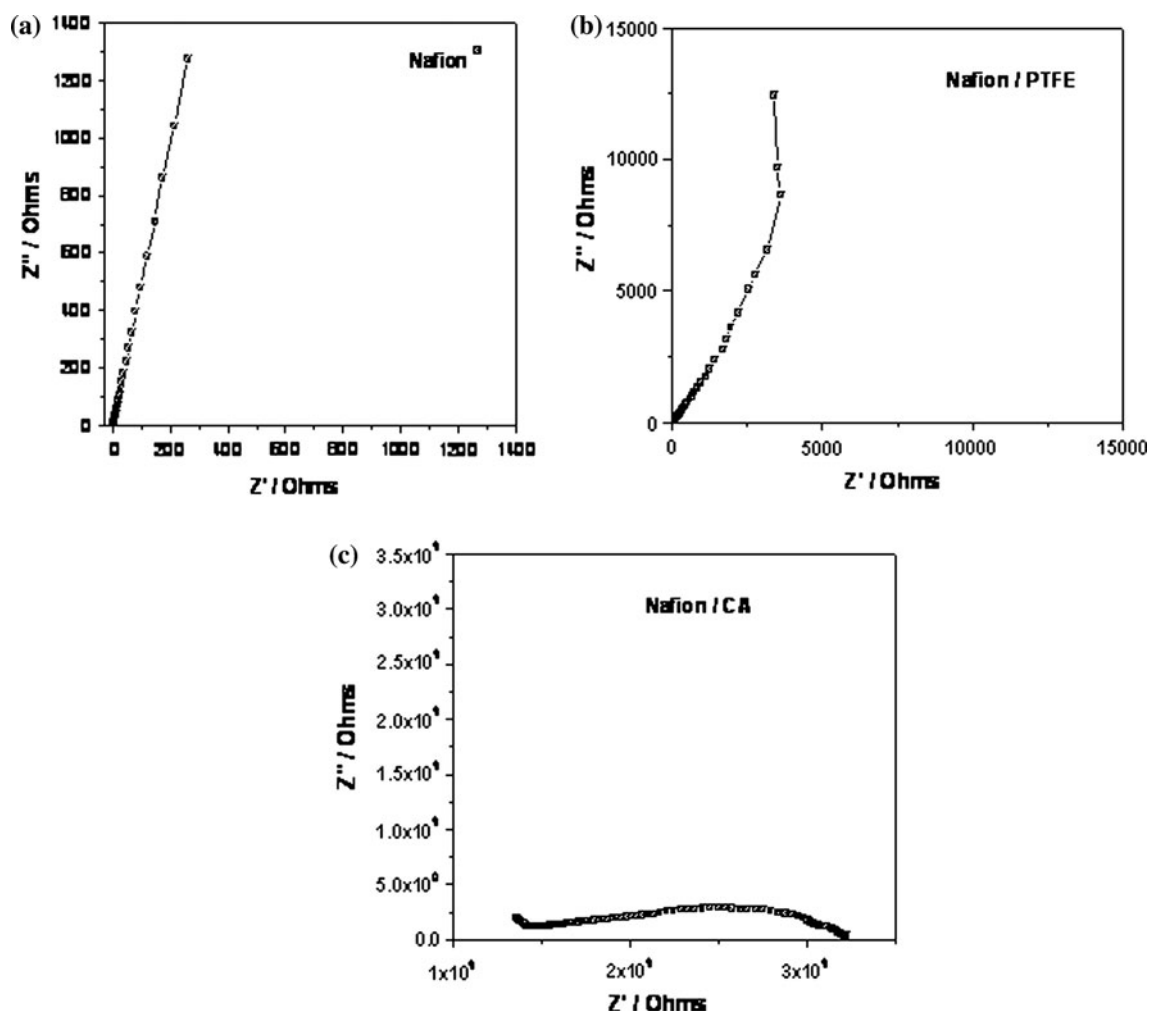 (a)
Nafion
1400
1200
1000
800
600
400
200
0
Z'' / Ohms
0 200 400 600 800 1000 1200 1400
Z' / Ohms
(b)
Nafion / PTFE
15000
10000
5000
0
Z'' / Ohms
0 5000 10000 15000
Z' / Ohms
(c)
Nafion / CA
3.5x10
3.0x10
2.5x10
2.0x10
1.5x10
1.0x10
5.0x10
0.0
Z'' / Ohms
1x10 2x10 3x10
Z' / Ohms